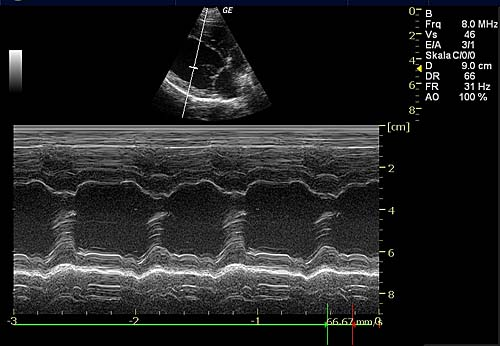 GE
B
Frq 8.0 MHz
Vs 46
E/A 3/1
Skala C/0/0
D 9.0 cm
DR 66
FR 31 Hz
AO 100 %
0
2
4
6
8
[cm]
2
4
6
8
-3 -2 -1 0
66.67 mm/s